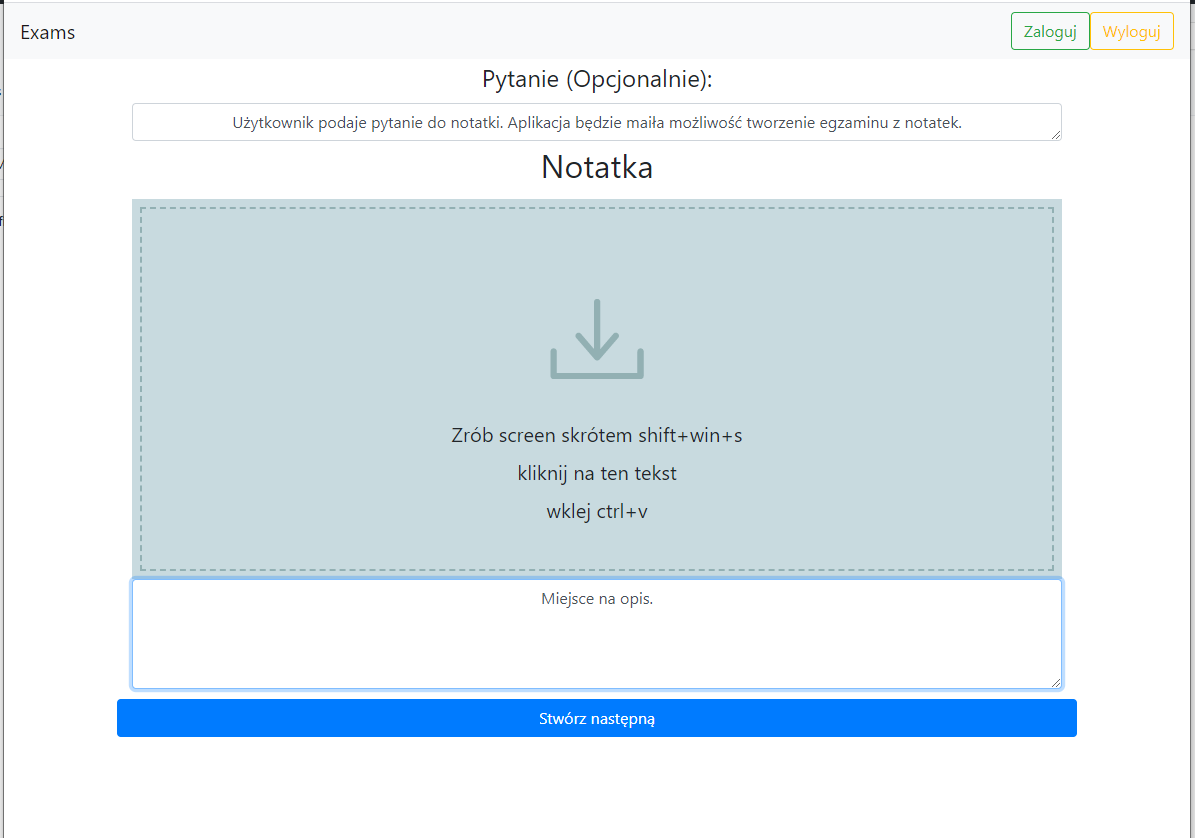 Exams
Zaloguj
Wyloguj
Pytanie (Opcjonalnie):
Użytkownik podaje pytanie do notatki. Aplikacja będzie maiła możliwość tworzenie egzaminu z notatek.
Notatka
Zrób screen skrótem shift+win+s
kliknij na ten tekst
wklej ctrl+v
Miejsce na opis.
Stwórz następną